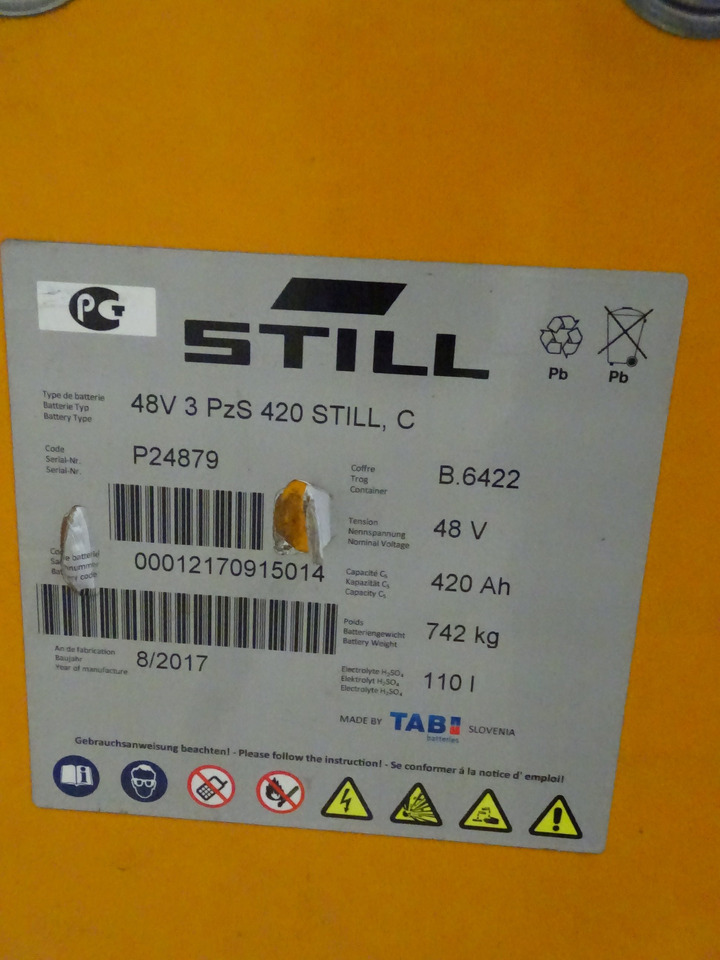 PCT
STILL
Pb
Pb
Type de batterie
Batterie Typ
Battery Type
48V 3 PzS 420 STILL, C
Code
Serial-Nr.
Serial-Nr.
P24879
Coffre
Trog
Container
B.6422
Tension
Nennspannung
Nominal Voltage
48 V
00012170915014
Capacité C₅
Kapazität C₅
Capacity C₅
420 Ah
Poids
Batteriengewicht
Battery Weight
742 kg
An de fabrication
Baujahr
Year of manufacture
8/2017
Electrolyte H₂SO₄
Elektrolyt H₂SO₄
Electrolyte H₂SO₄
110 l
MADE BY TAB batteries SLOVENIA
Gebrauchsanweisung beachten! - Please follow the instruction! - Se conformer á la notice d' emploi!